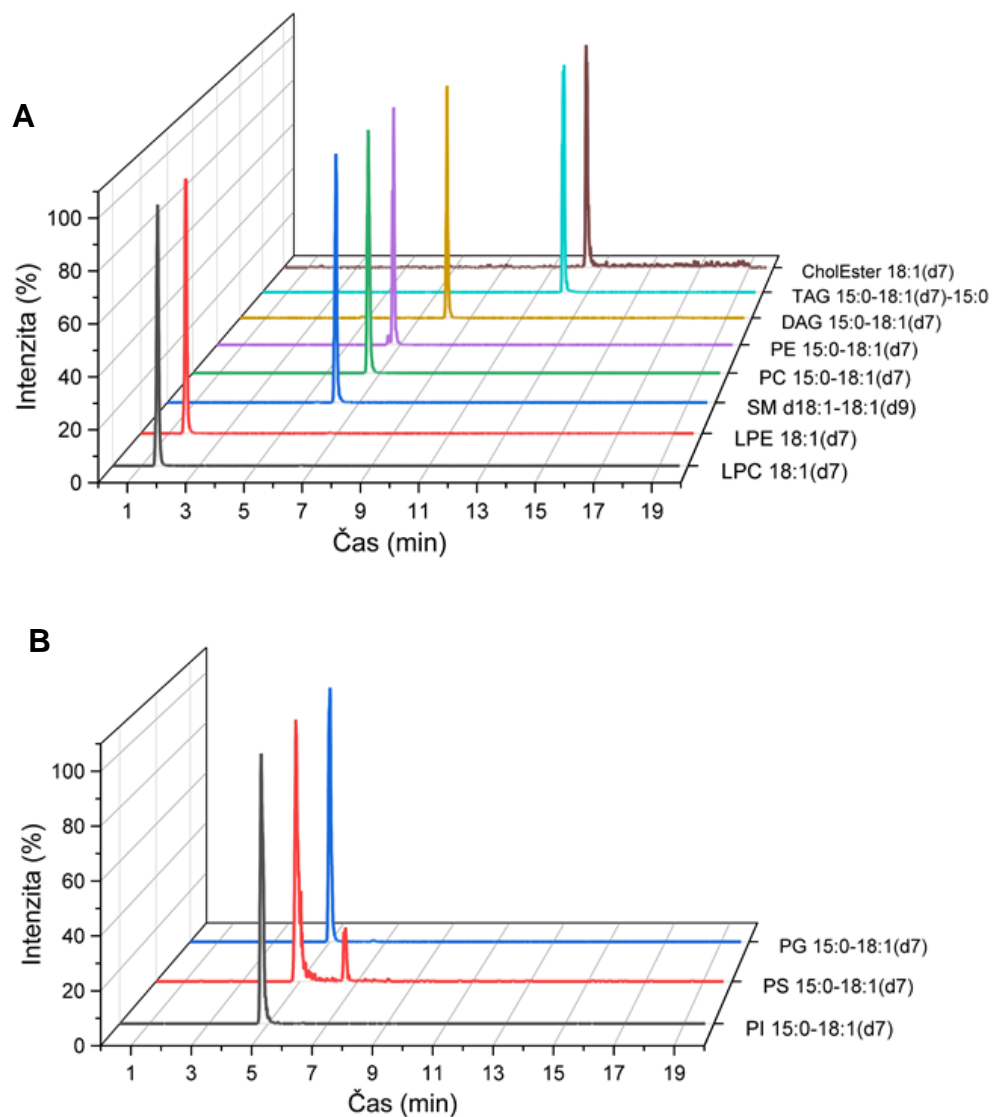 A
100
80
60
40
20
0
Intenzita (%)
1 3 5 7 9 11 13 15 17 19
Čas (min)
CholEster 18:1(d7)
TAG 15:0-18:1(d7)-15:0
DAG 15:0-18:1(d7)
PE 15:0-18:1(d7)
PC 15:0-18:1(d7)
SM d18:1-18:1(d9)
LPE 18:1(d7)
LPC 18:1(d7)
B
100
80
60
40
20
0
Intenzita (%)
1 3 5 7 9 11 13 15 17 19
Čas (min)
PG 15:0-18:1(d7)
PS 15:0-18:1(d7)
PI 15:0-18:1(d7)